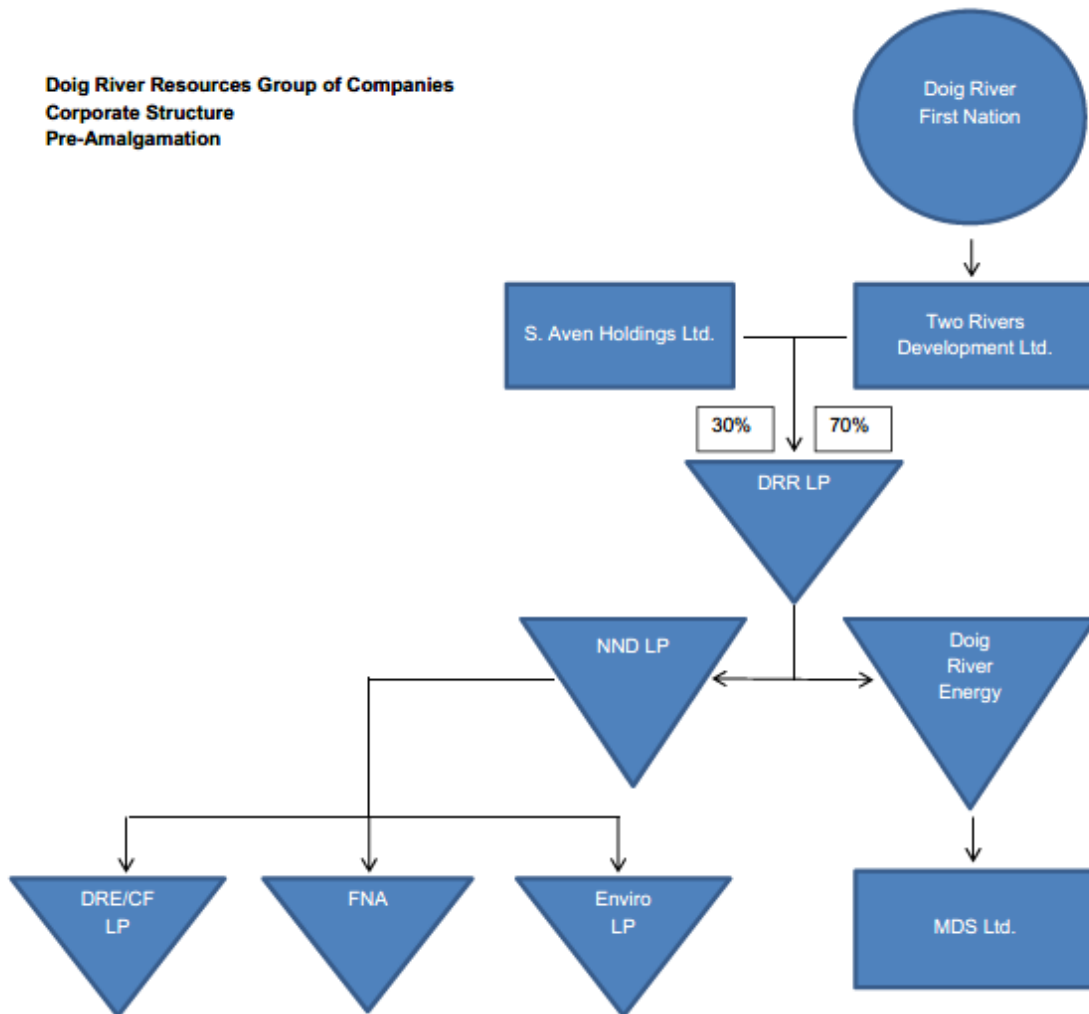 Doig River Resources Group of Companies
Corporate Structure
Pre-Amalgamation
Doig River
First Nation
S. Aven Holdings Ltd.
Two Rivers
Development Ltd.
30%
70%
DRR LP
NND LP
Doig
River
Energy
DRE/CF
LP
FNA
Enviro
LP
MDS Ltd.